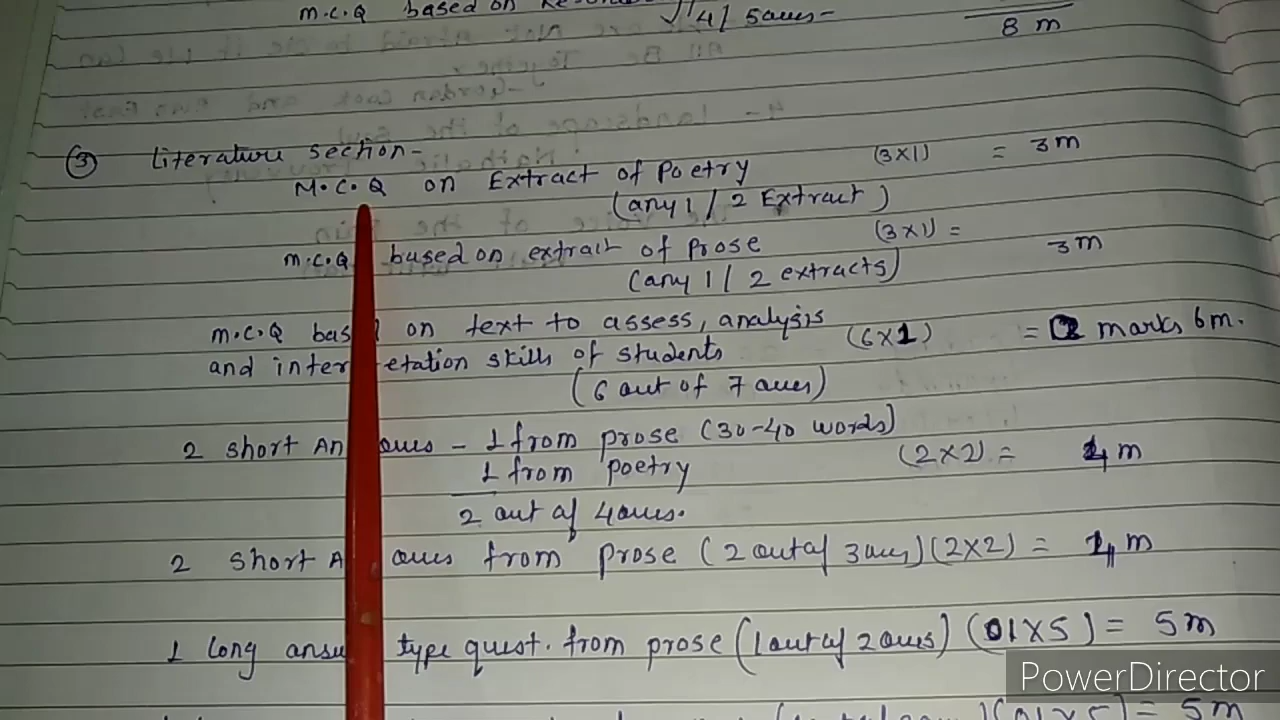 m.c.Q based on
4/ 5ques-
8 m
③ Literature section-
M.C.Q on Extract of Poetry (3x1) = 3m
(any 1 / 2 Extract)
m.c.Q based on extract of Prose (3x1) = 3m
(any 1 / 2 extracts)
m.c.Q bas on text to assess, analysis
and inter etation skills of students (6x1) = marks 6m.
(6 out of 7 ques)
2 short An ques - 1 from prose (30-40 words)
1 from poetry (2x2) = 4m
2 out of 4ques.
2 short A ques from prose (2 out of 3 ques) (2x2) = 4m
1 long answ type quest. from prose (1 out of 2 ques) (01x5) = 5m
PowerDirector
= 5m